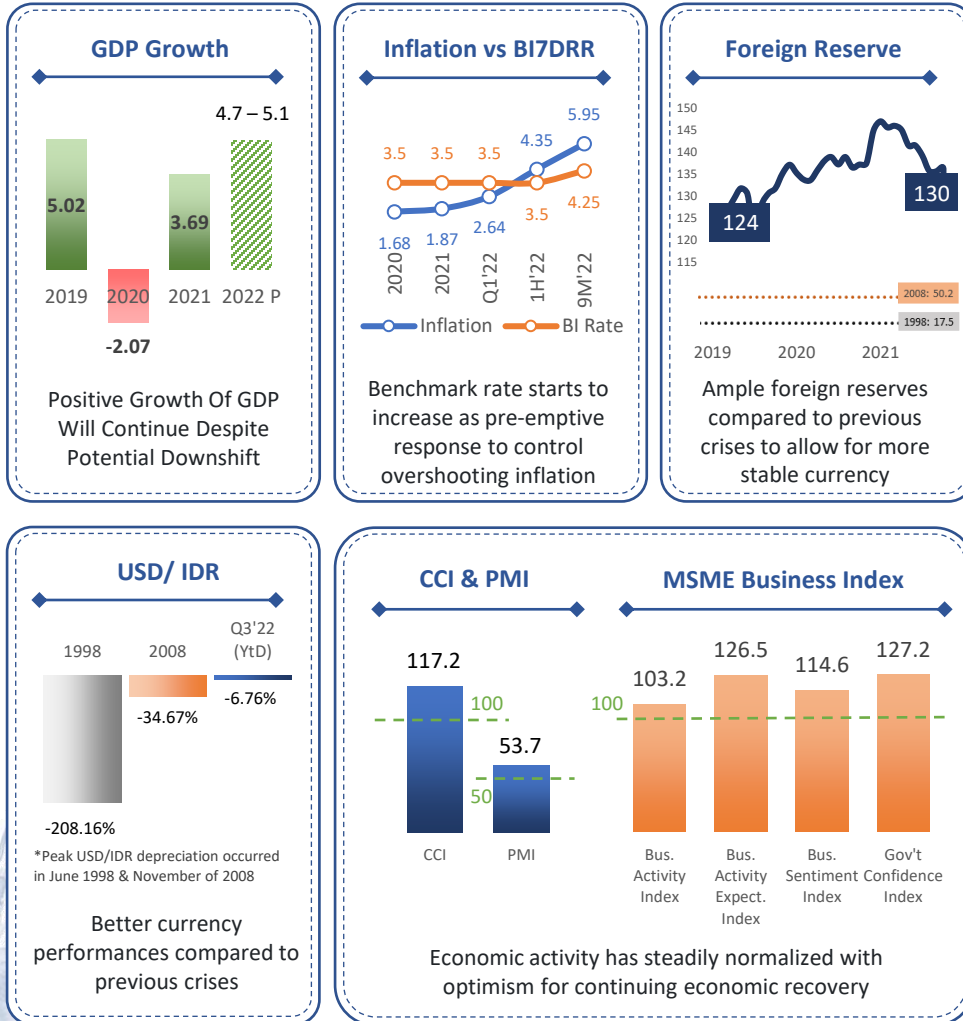 GDP Growth
4.7 – 5.1
5.02
3.69
2019
2020
2021
2022 P
-2.07
Positive Growth Of GDP
Will Continue Despite
Potential Downshift
Inflation vs BI7DRR
5.95
4.35
3.5
3.5
3.5
1.68
1.87
2.64
3.5
4.25
2020
2021
Q1'22
1H'22
9M'22
Inflation
BI Rate
Benchmark rate starts to
increase as pre-emptive
response to control
overshooting inflation
Foreign Reserve
150
145
140
135
130
125
120
115
124
130
2008: 50.2
1998: 17.5
2019
2020
2021
Ample foreign reserves
compared to previous
crises to allow for more
stable currency
USD/ IDR
1998
2008
Q3'22
(YtD)
-6.76%
-34.67%
-208.16%
*Peak USD/IDR depreciation occurred
in June 1998 & November of 2008
Better currency
performances compared to
previous crises
CCI & PMI
117.2
100
53.7
50
CCI
PMI
MSME Business Index
103.2
126.5
114.6
127.2
100
Bus.
Activity
Index
Bus.
Activity
Expect.
Index
Bus.
Sentiment
Index
Gov't
Confidence
Index
Economic activity has steadily normalized with
optimism for continuing economic recovery